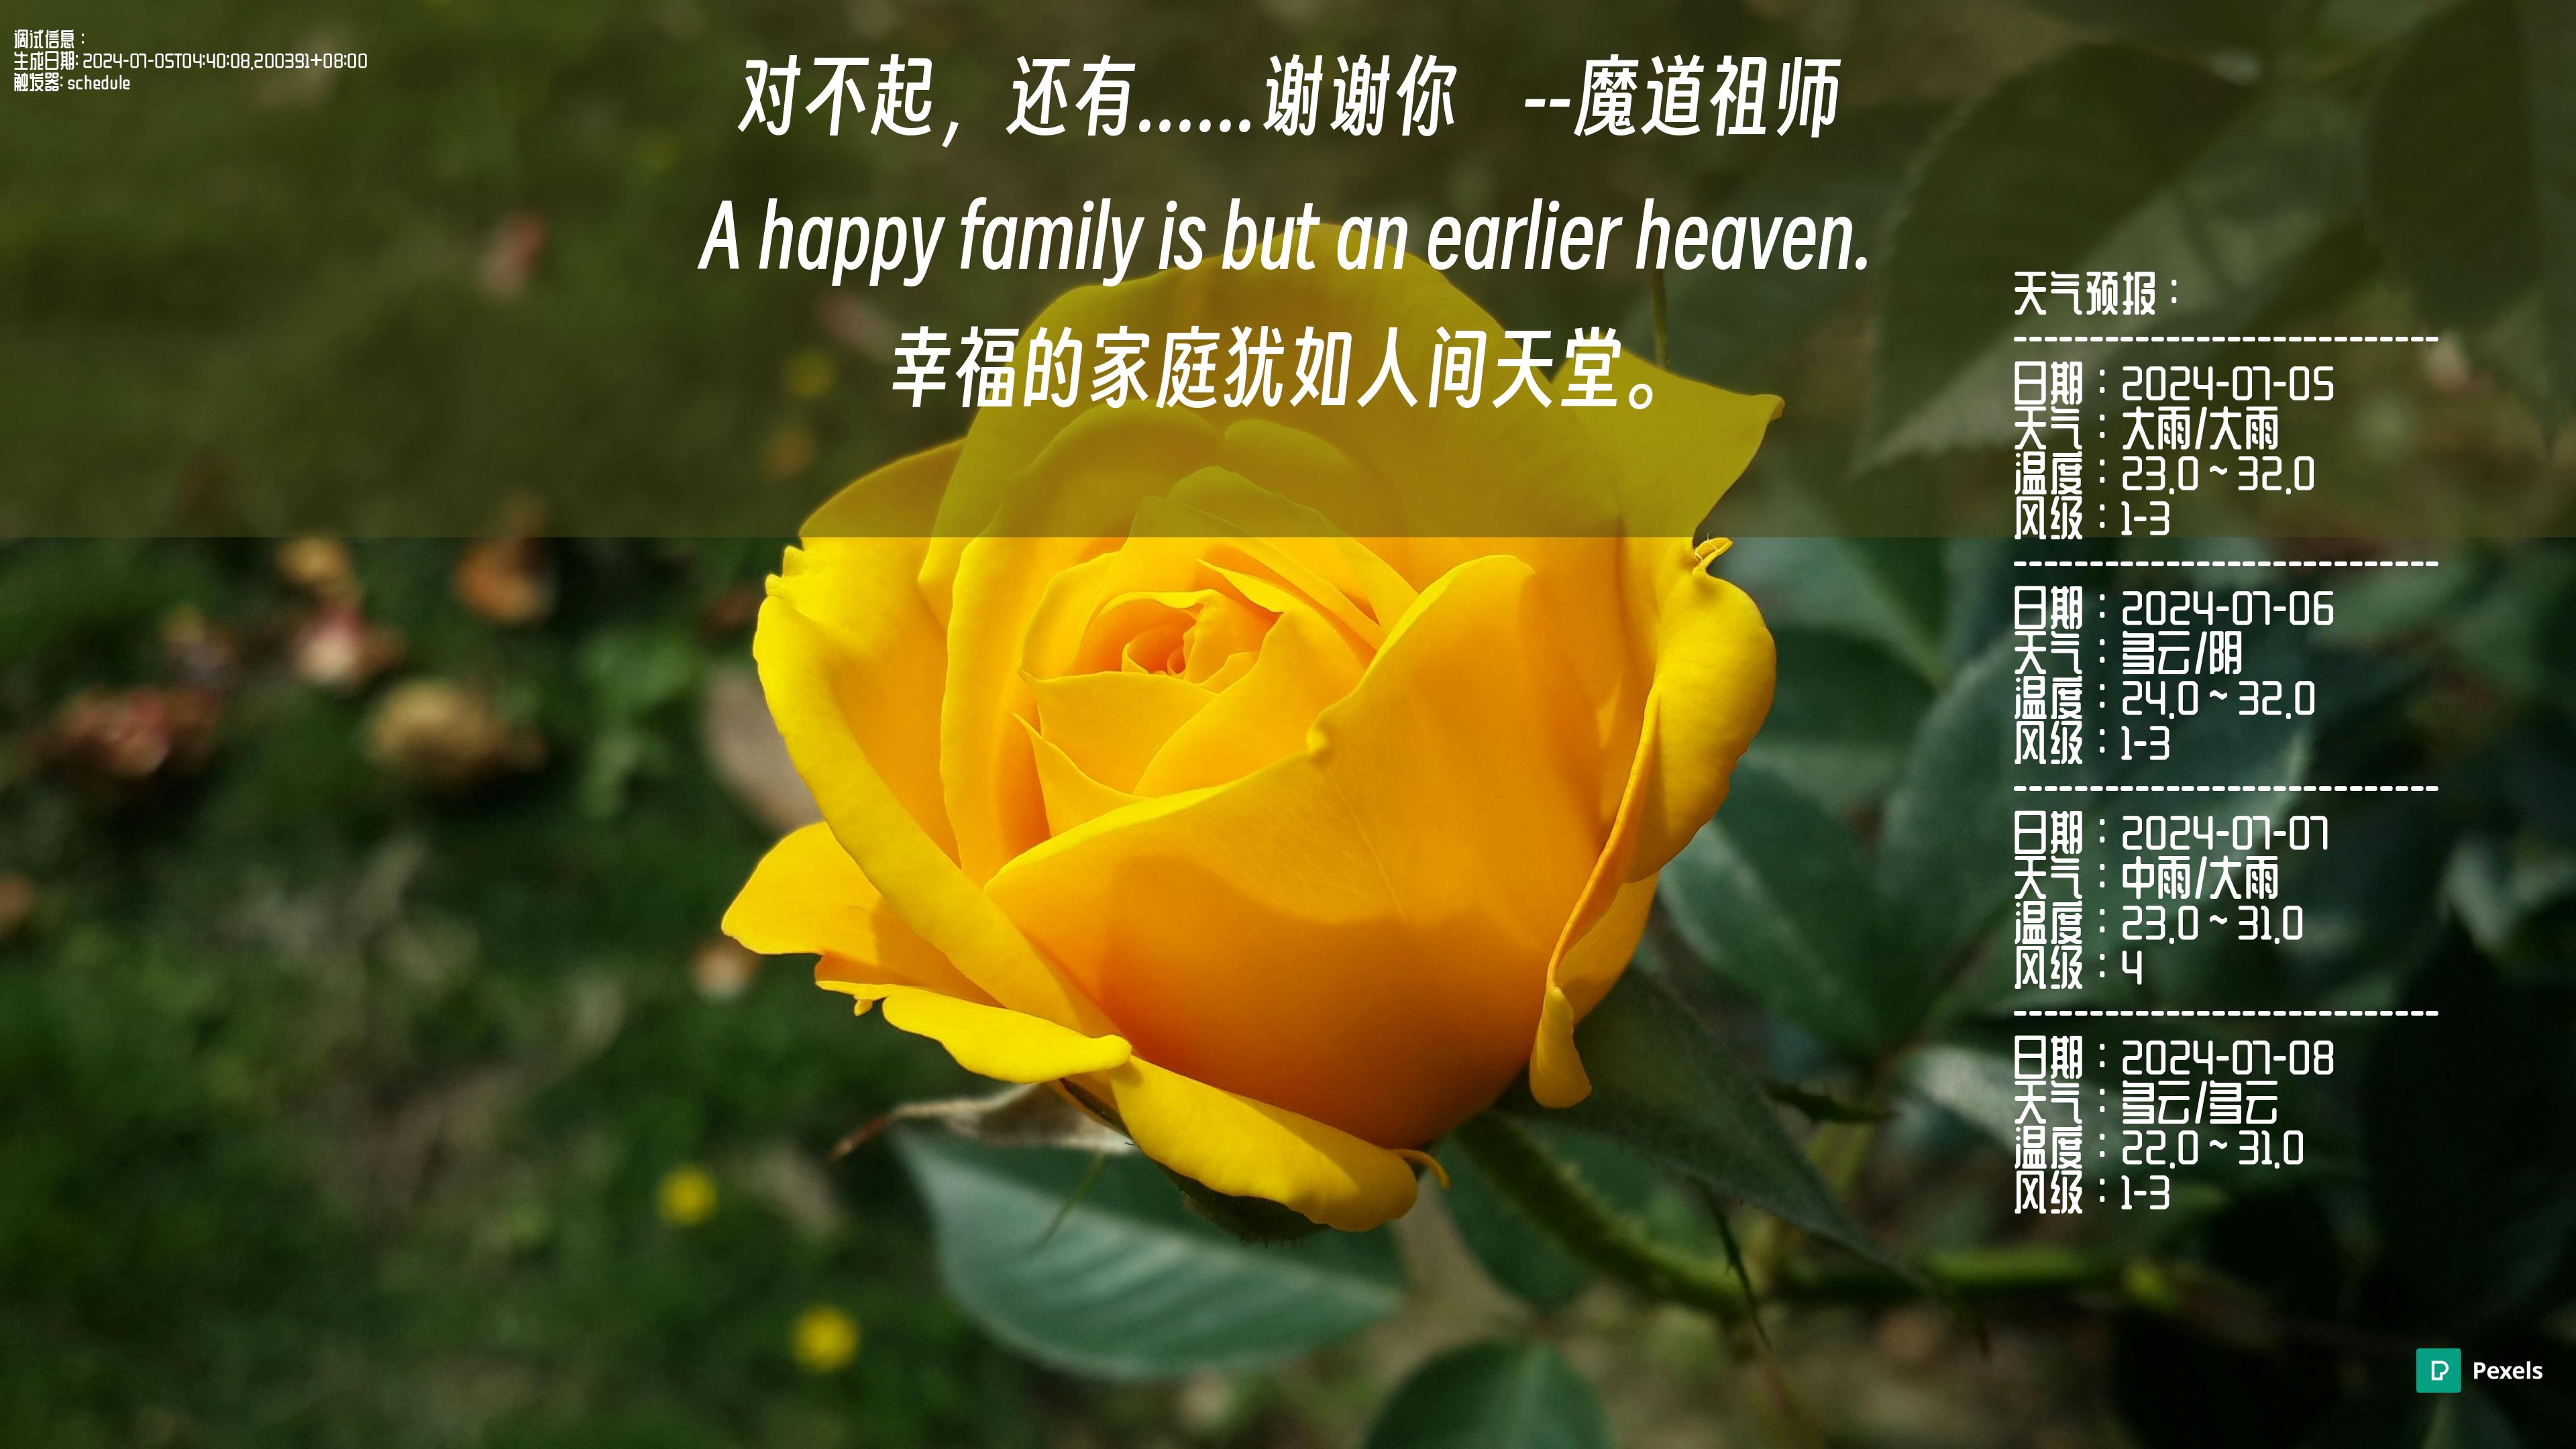 调试信息：
生成日期: 2024-07-05T04:40:08.200391+08:00
触发器: schedule
对不起，还有......谢谢你 --魔道祖师
A happy family is but an earlier heaven.
幸福的家庭犹如人间天堂。
天气预报：
----------------------------
日期：2024-07-05
天气：大雨/大雨
温度：23.0 ~ 32.0
风级：1-3
----------------------------
日期：2024-07-06
天气：多云/阴
温度：24.0 ~ 32.0
风级：1-3
----------------------------
日期：2024-07-07
天气：中雨/大雨
温度：23.0 ~ 31.0
风级：4
----------------------------
日期：2024-07-08
天气：多云/多云
温度：22.0 ~ 31.0
风级：1-3
Pexels